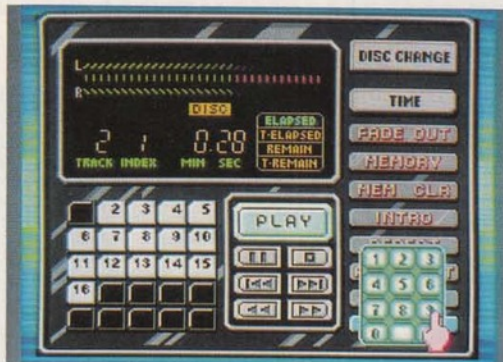 L
R
DISC
2 1 0.28
TRACK INDEX MIN SEC
ELAPSED
T-ELAPSED
REMAIN
T-REMAIN
DISC CHANGE
TIME
FADE OUT
MEMORY
MEM CLR
INTRO
2 3 4 5
6 7 8 9 10
11 12 13 14 15
16
PLAY
1 2 3
4 5 6
7 8 9
0